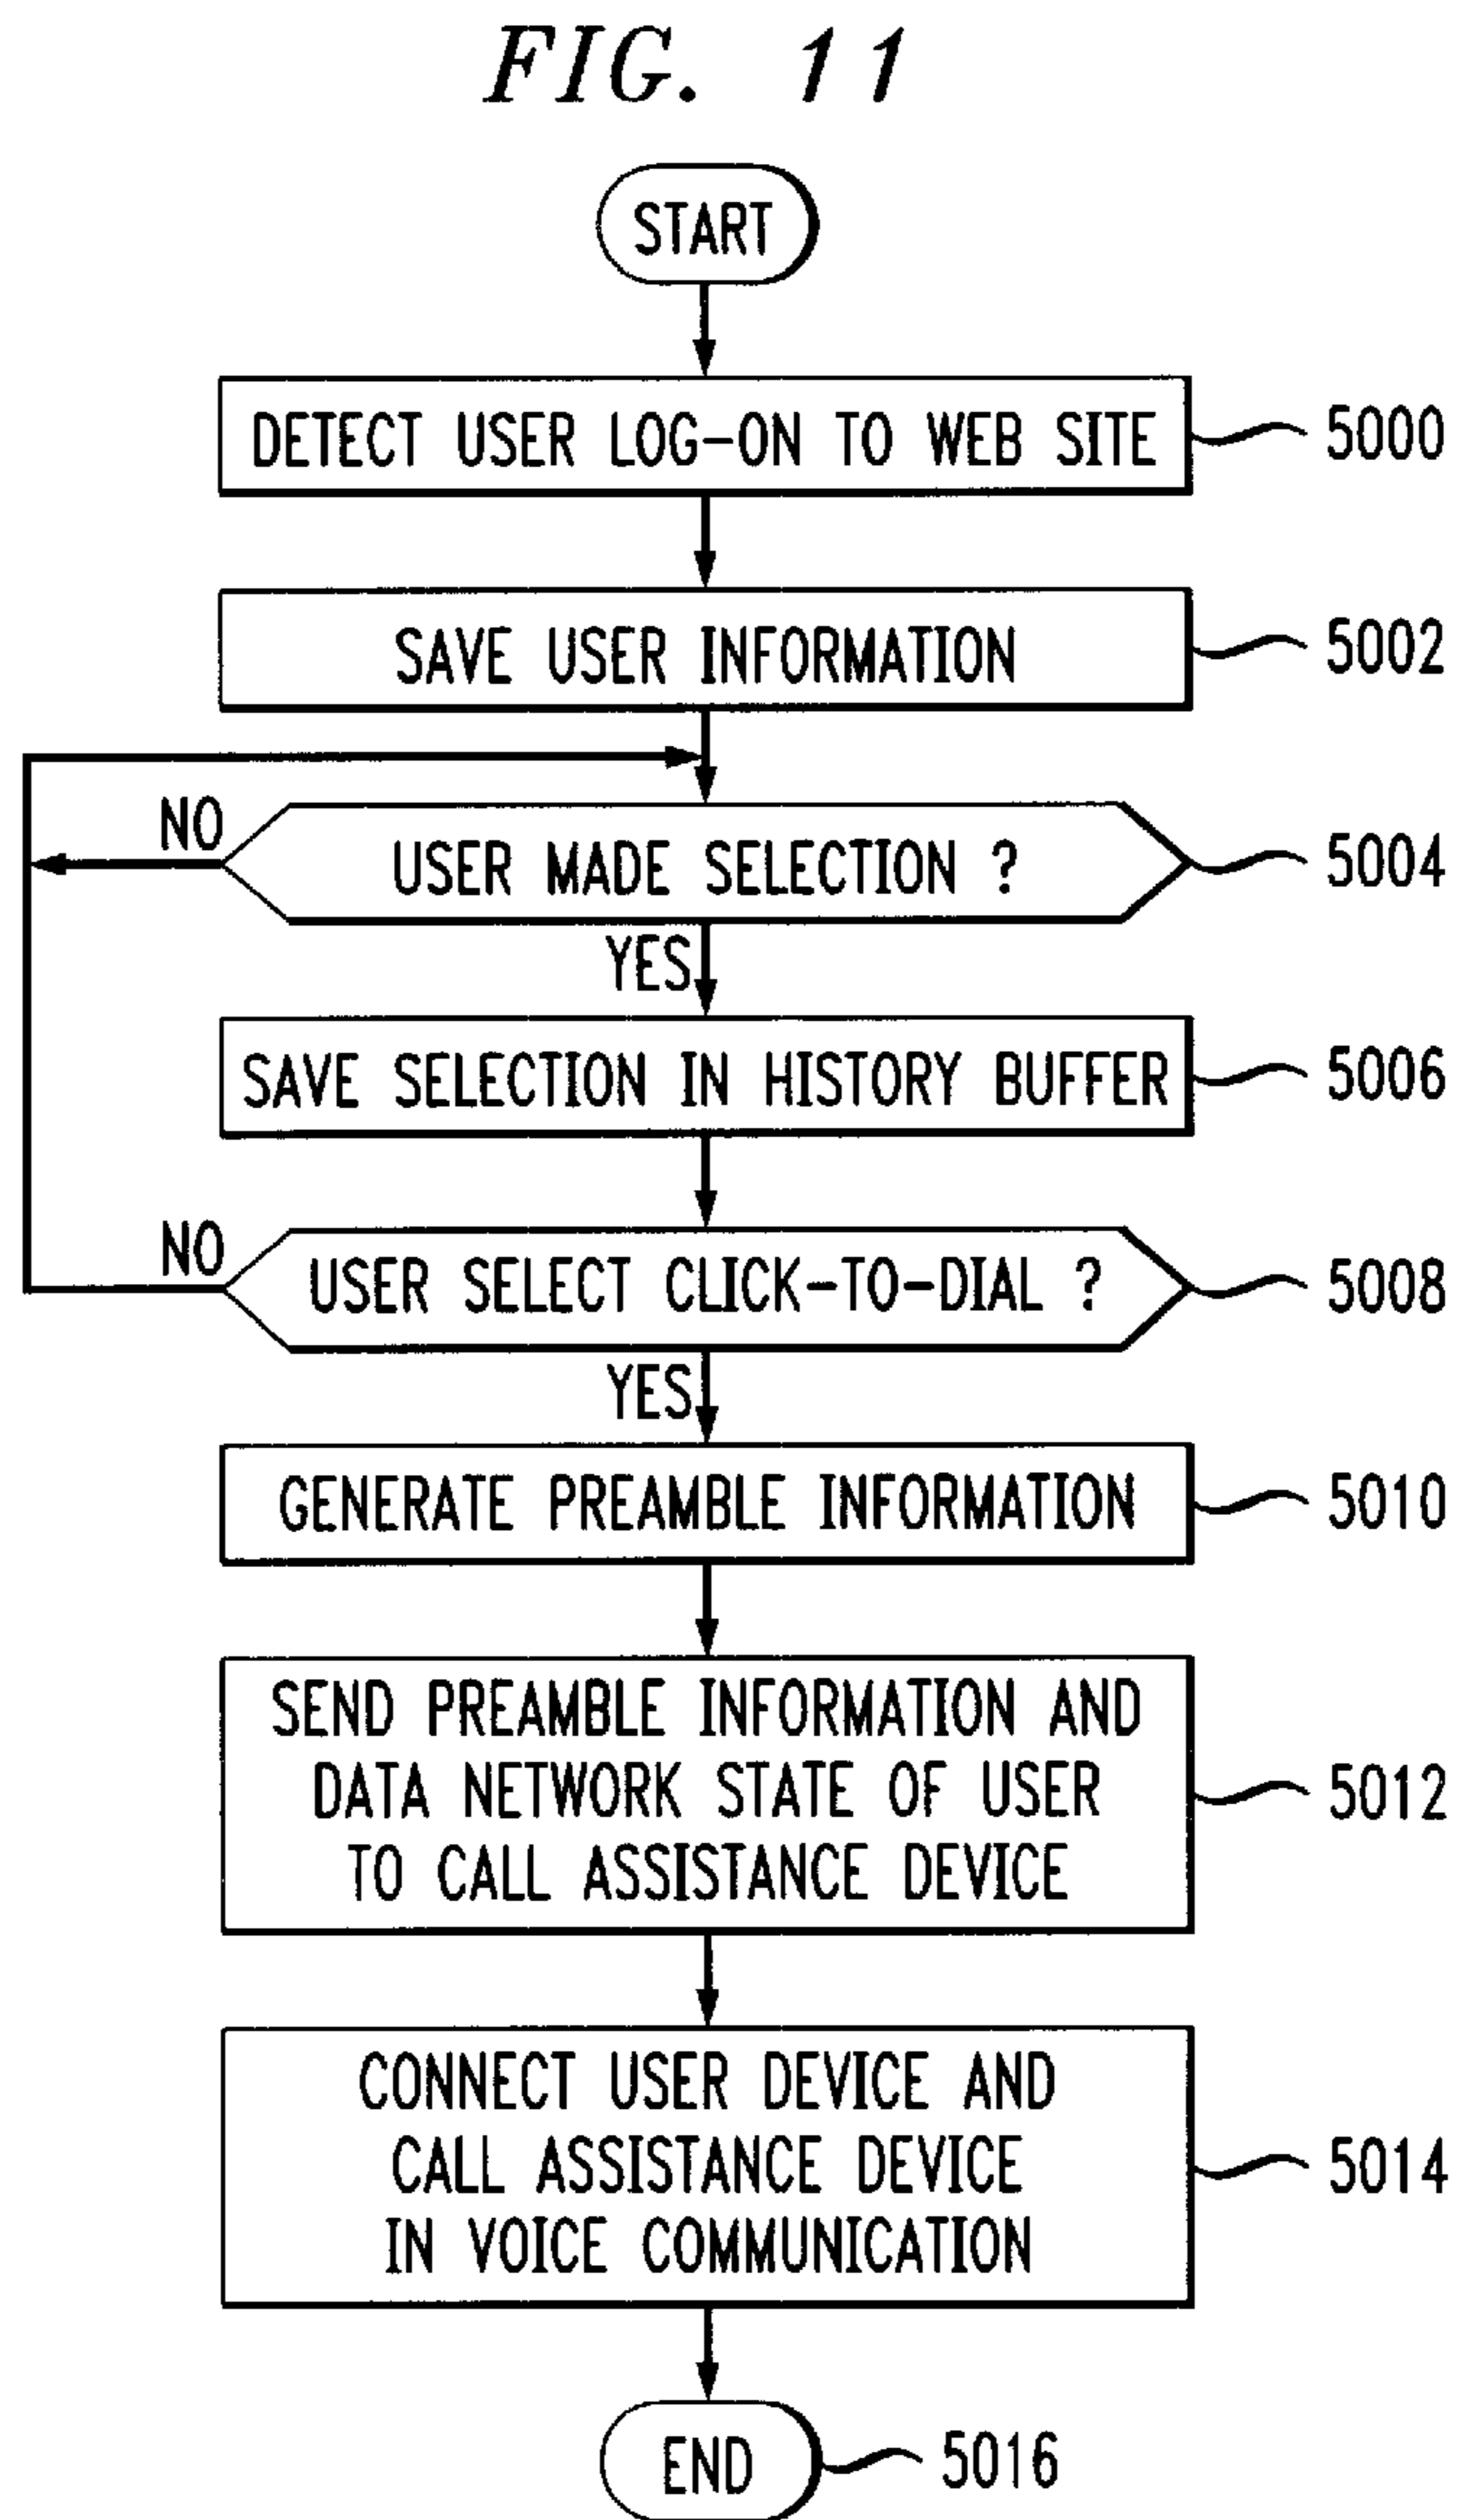 FIG. 11
START
DETECT USER LOG-ON TO WEB SITE
5000
SAVE USER INFORMATION
5002
NO
USER MADE SELECTION ?
5004
YES
SAVE SELECTION IN HISTORY BUFFER
5006
NO
USER SELECT CLICK-TO-DIAL ?
5008
YES
GENERATE PREAMBLE INFORMATION
5010
SEND PREAMBLE INFORMATION AND
DATA NETWORK STATE OF USER
TO CALL ASSISTANCE DEVICE
5012
CONNECT USER DEVICE AND
CALL ASSISTANCE DEVICE
IN VOICE COMMUNICATION
5014
END
5016